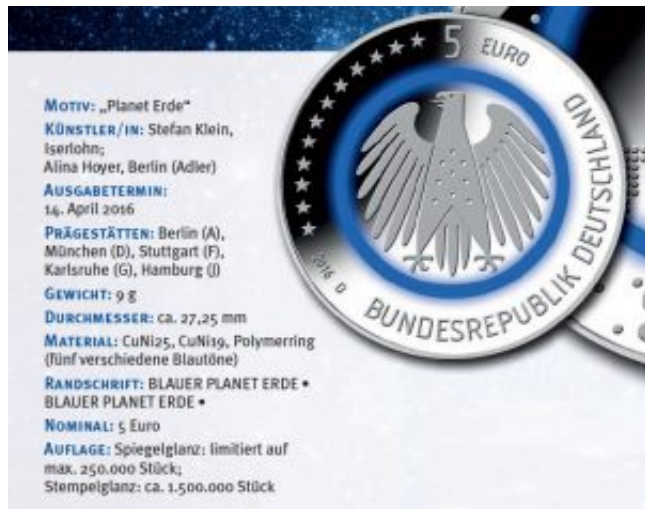 MOTIV: „Planet Erde“
KÜNSTLER/IN: Stefan Klein,
Iserlohn;
Alina Hoyer, Berlin (Adler)
AUSGABETERMIN:
14. April 2016
PRÄGESTÄTTEN: Berlin (A),
München (D), Stuttgart (F),
Karlsruhe (G), Hamburg (J)
GEWICHT: 9 g
DURCHMESSER: ca. 27,25 mm
MATERIAL: CuNi25, CuNi19, Polymerring
(fünf verschiedene Blautöne)
RANDSCHRIFT: BLAUER PLANET ERDE •
BLAUER PLANET ERDE •
NOMINAL: 5 Euro
AUFLAGE: Spiegelglanz: limitiert auf
max. 250.000 Stück;
Stempelglanz: ca. 1.500.000 Stück
5 EURO
BUNDESREPUBLIK DEUTSCHLAND
2016 D